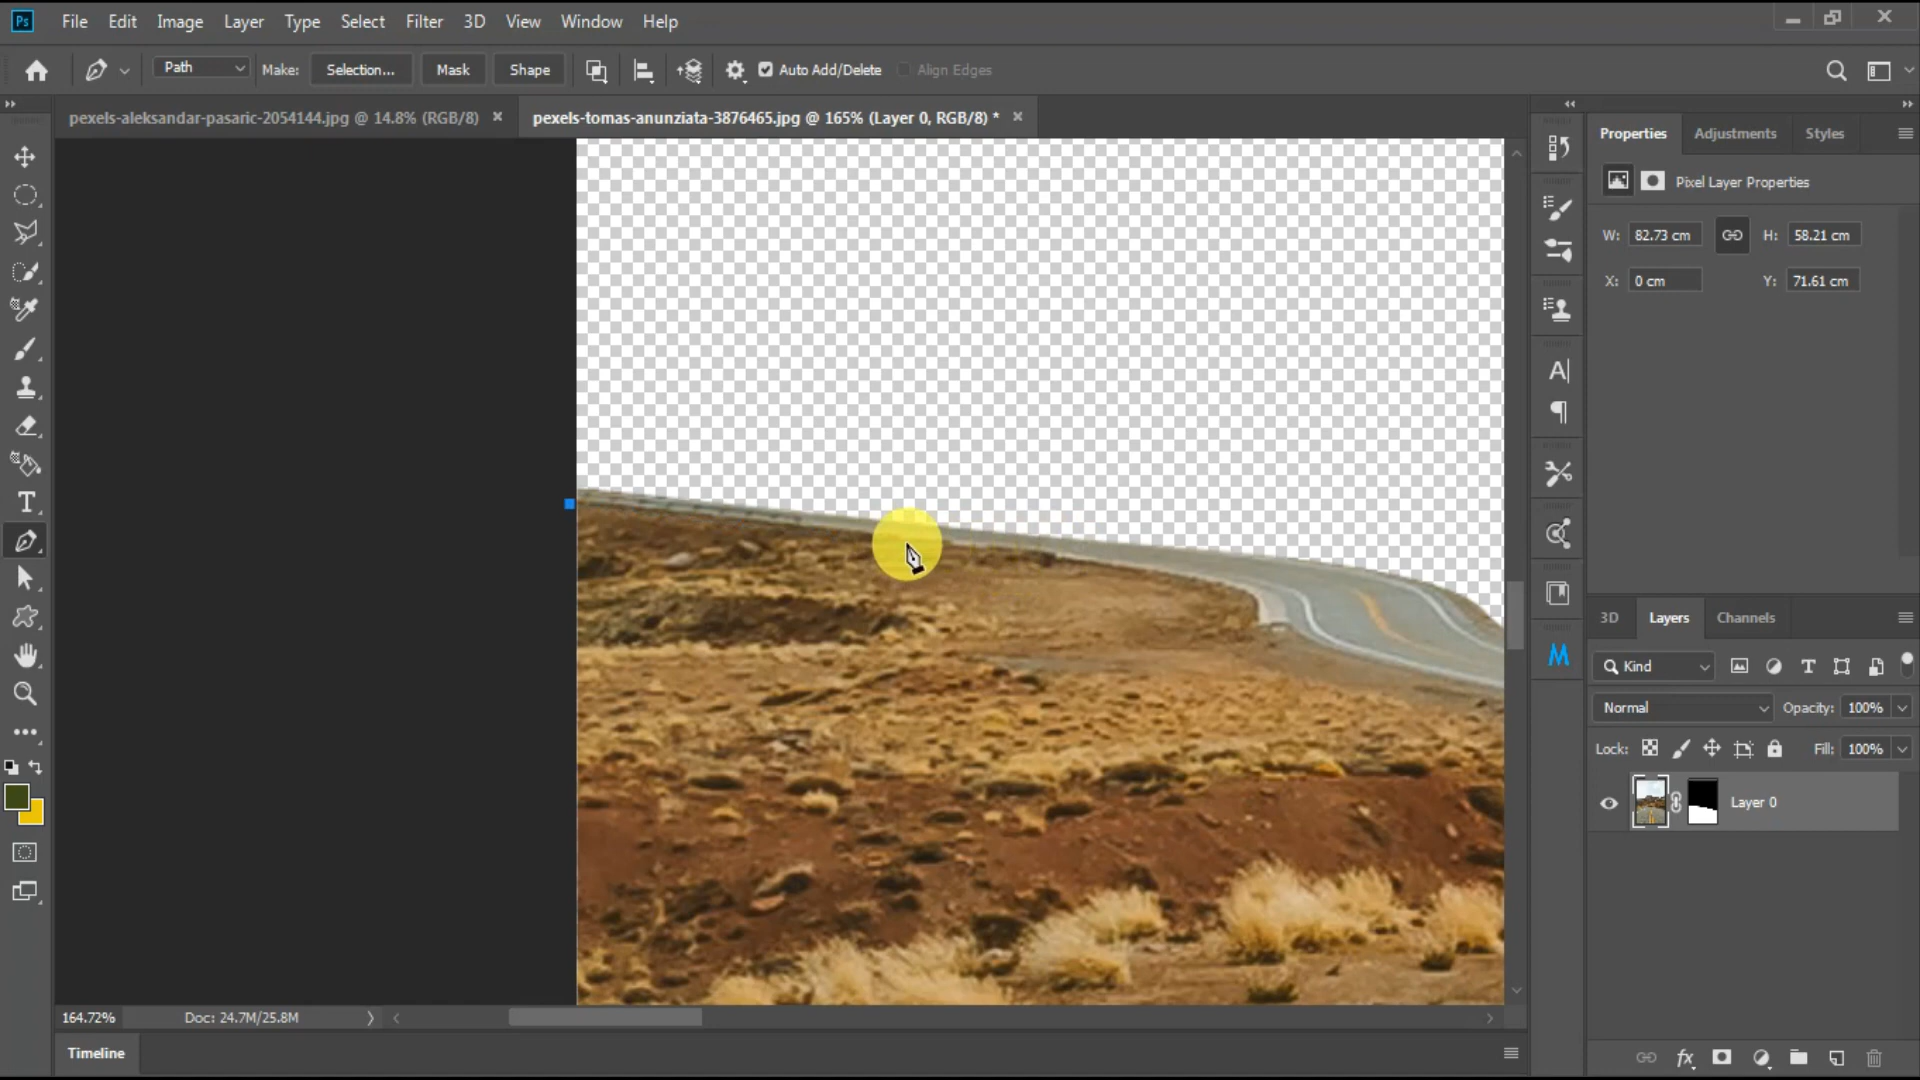 Ps File Edit Image Layer Type Select Filter 3D View Window Help
Path Make: Selection... Mask Shape Auto Add/Delete Align Edges
pexels-aleksandar-pasaric-2054144.jpg @ 14.8% (RGB/8) × pexels-tomas-anunziata-3876465.jpg @ 165% (Layer 0, RGB/8) * ×
Properties Adjustments Styles
Pixel Layer Properties
W: 82.73 cm H: 58.21 cm
X: 0 cm Y: 71.61 cm
3D Layers Channels
Kind
Normal Opacity: 100%
Lock: Fill: 100%
Layer 0
164.72% Doc: 24.7M/25.8M
Timeline